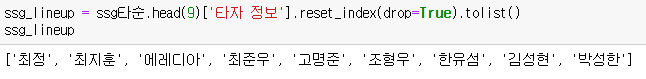 ssg_lineup = ssg타순.head(9)['타자 정보'].reset_index(drop=True).tolist()
ssg_lineup
['최정', '최지훈', '에레디아', '최준우', '고명준', '조형우', '한유섬', '김성현', '박성한']